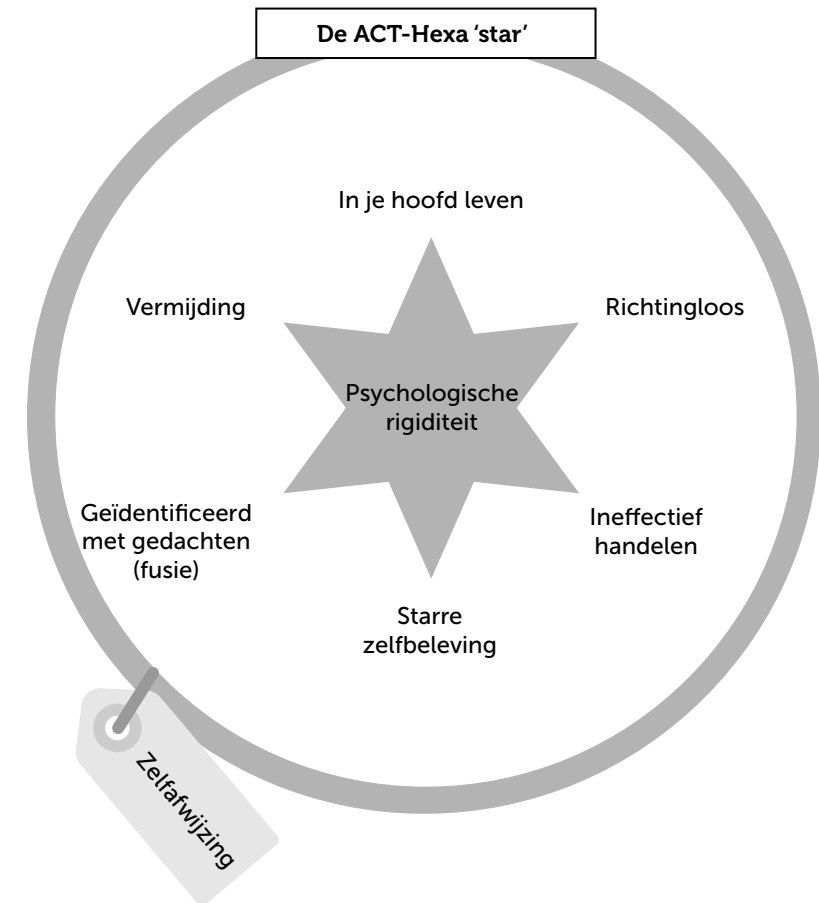 De ACT-Hexa ‘star’
In je hoofd leven
Vermijding
Richtingloos
Psychologische
rigiditeit
Geïdentificeerd
met gedachten
(fusie)
Ineffectief
handelen
Starre
zelfbeleving
Zelfafwijzing